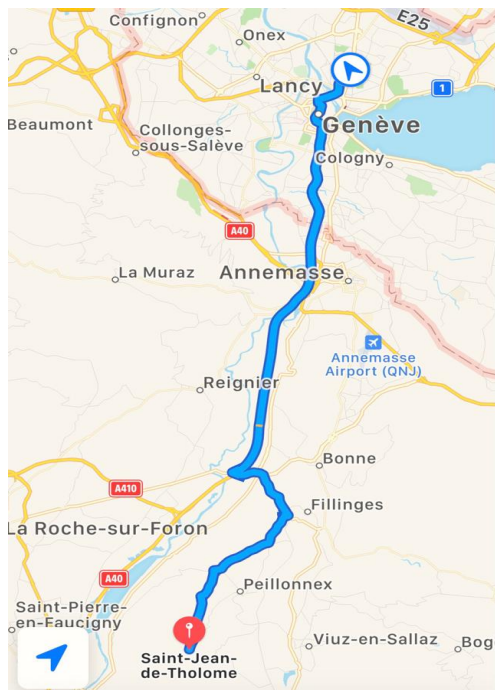 Confignon
Onex
E25
Lancy
1
Genève
Beaumont
Collonges-
sous-Salève
Cologny
A40
La Muraz
Annemasse
Annemasse
Airport (QNJ)
Reignier
Bonne
A410
Fillinges
La Roche-sur-Foron
A40
Peillonnex
Saint-Pierre-
en-Faucigny
Viuz-en-Sallaz
Bog
Saint-Jean-
de-Tholome